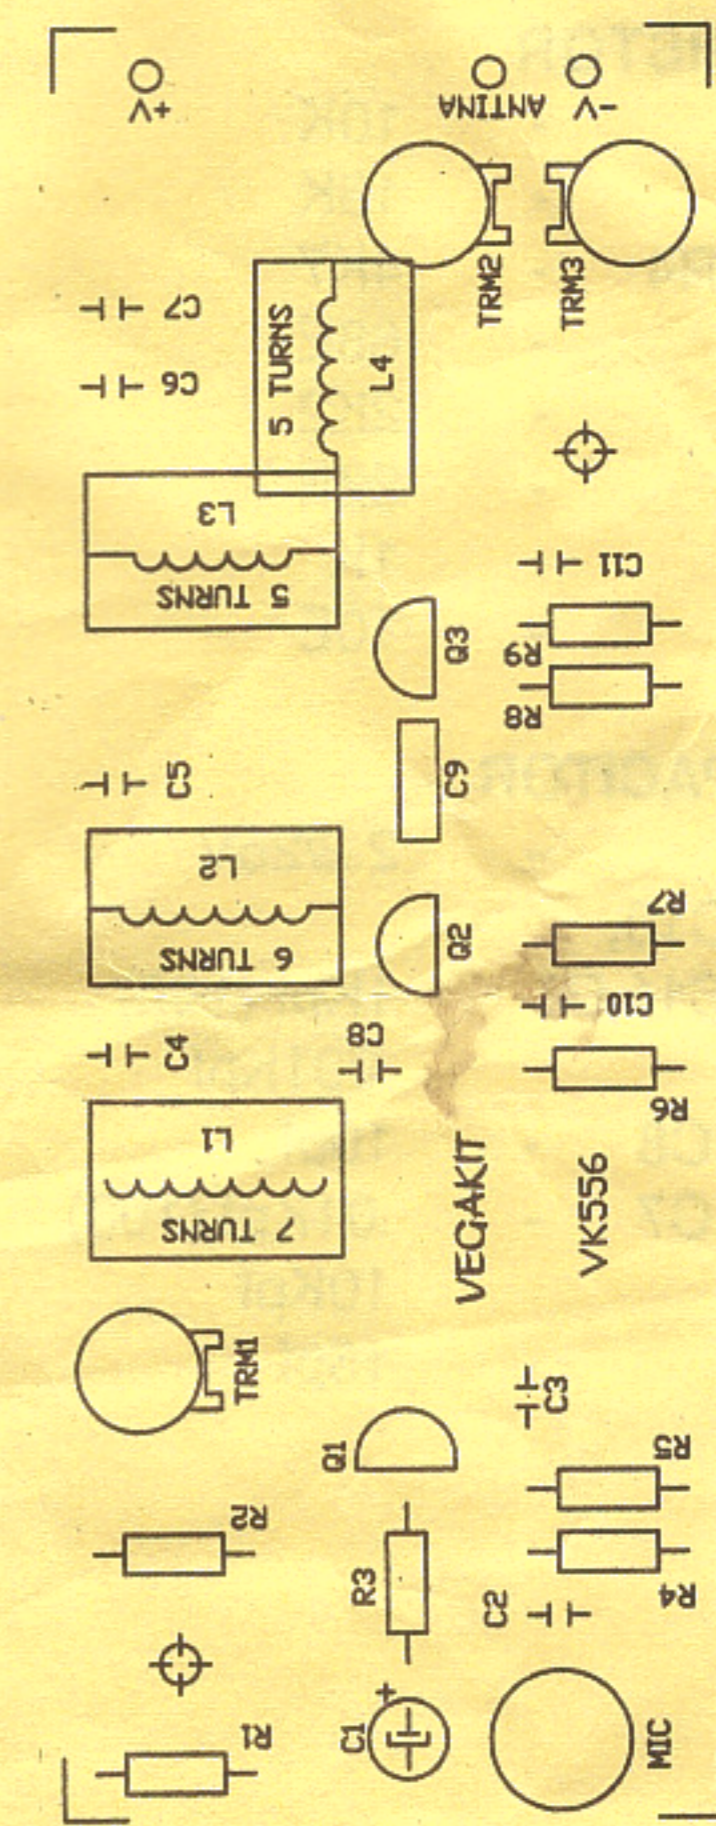 +V
ANTINA
-V
TRM2
TRM3
C7
C6
5 TURNS
L4
L3
5 TURNS
C11
R9
R8
Q3
C5
C9
L2
6 TURNS
Q2
R7
C10
C4
C8
R6
L1
7 TURNS
VEGAKIT
VK556
TRM1
C3
Q1
R5
R2
R3
R4
C2
R1
C1
+
MIC